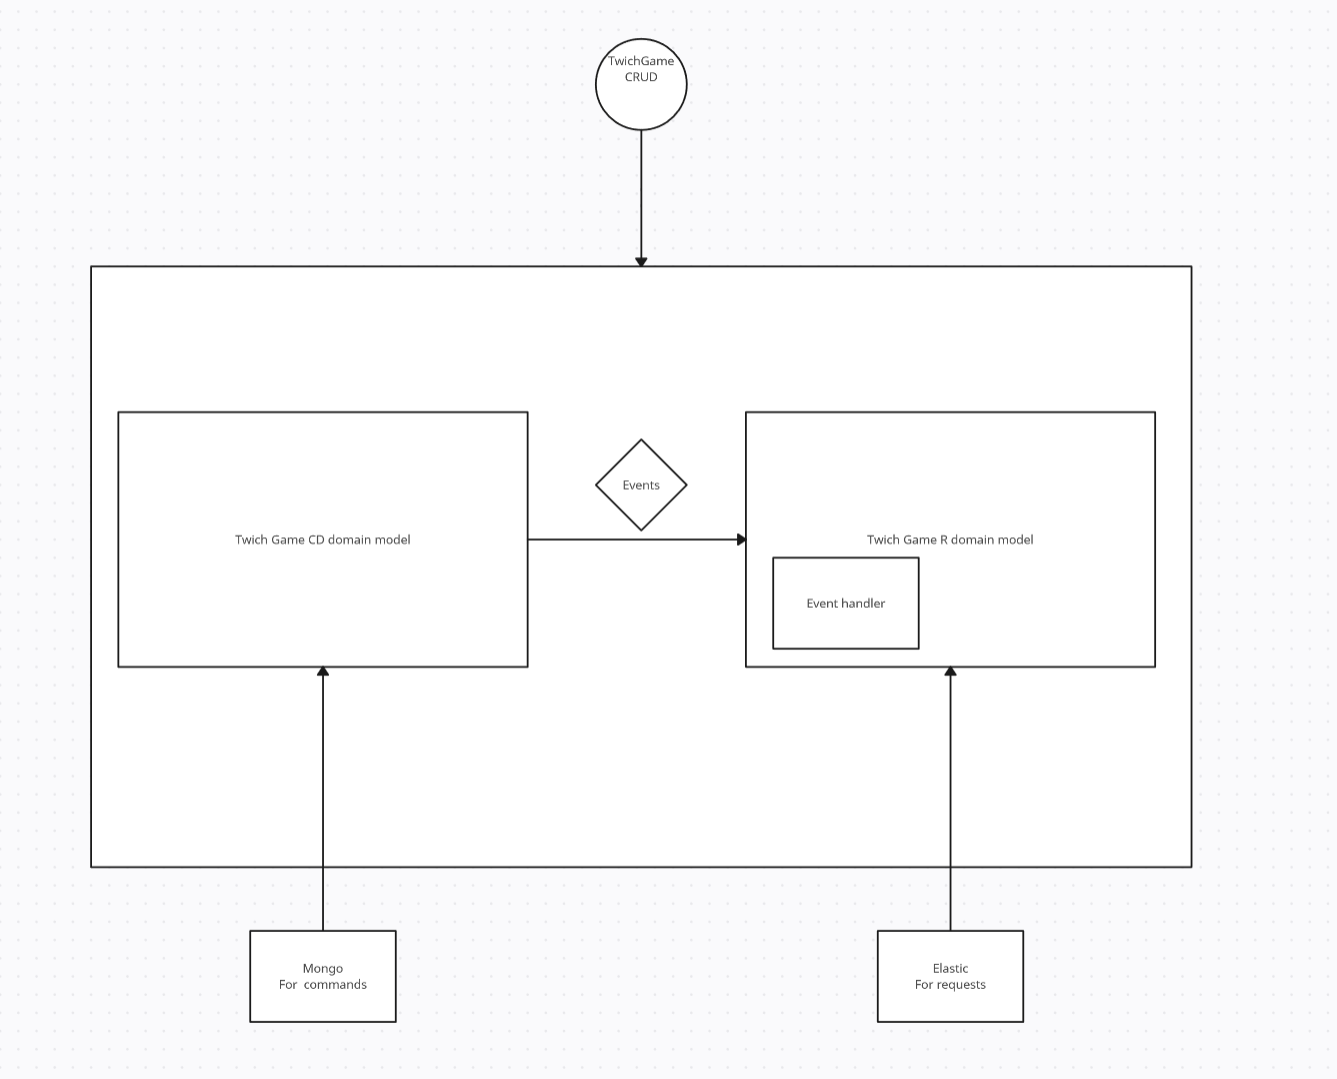 TwichGame
CRUD
Events
Twich Game CD domain model
Twich Game R domain model
Event handler
Mongo
For  commands
Elastic
For requests